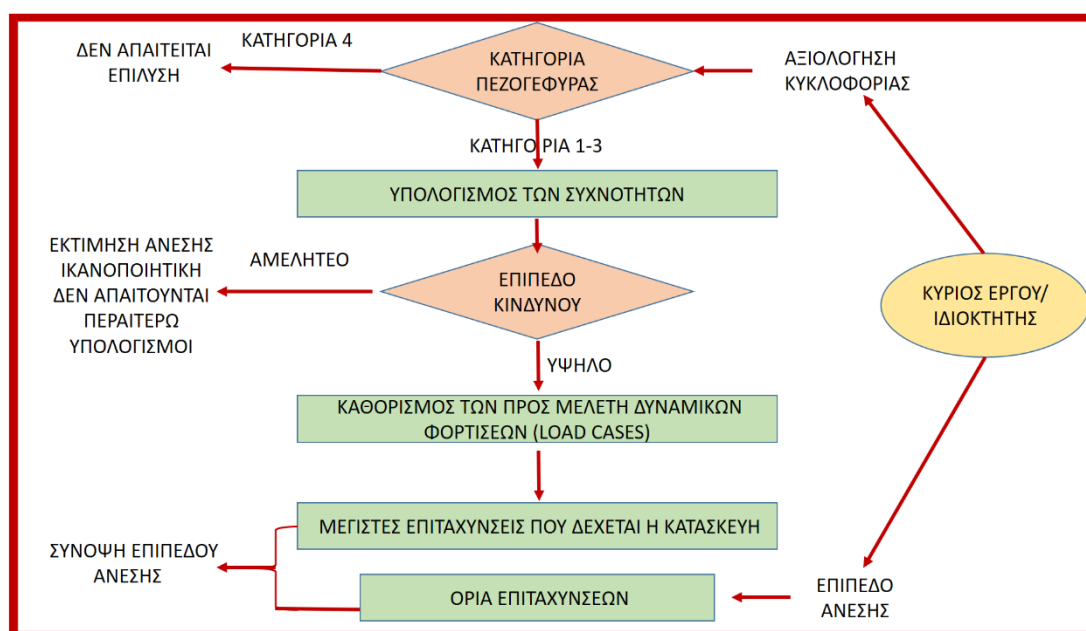 ΔΕΝ ΑΠΑΙΤΕΙΤΑΙ
ΕΠΙΛΥΣΗ
ΚΑΤΗΓΟΡΙΑ 4
ΚΑΤΗΓΟΡΙΑ
ΠΕΖΟΓΕΦΥΡΑΣ
ΑΞΙΟΛΟΓΗΣΗ
ΚΥΚΛΟΦΟΡΙΑΣ
ΚΑΤΗΓΟΡΙΑ 1-3
ΥΠΟΛΟΓΙΣΜΟΣ ΤΩΝ ΣΥΧΝΟΤΗΤΩΝ
ΕΚΤΙΜΗΣΗ ΑΝΕΣΗΣ
ΙΚΑΝΟΠΟΙΗΤΙΚΗ
ΔΕΝ ΑΠΑΙΤΟΥΝΤΑΙ
ΠΕΡΑΙΤΕΡΩ
ΥΠΟΛΟΓΙΣΜΟΙ
ΑΜΕΛΗΤΕΟ
ΕΠΙΠΕΔΟ
ΚΙΝΔΥΝΟΥ
ΚΥΡΙΟΣ ΕΡΓΟΥ/
ΙΔΙΟΚΤΗΤΗΣ
ΥΨΗΛΟ
ΚΑΘΟΡΙΣΜΟΣ ΤΩΝ ΠΡΟΣ ΜΕΛΕΤΗ ΔΥΝΑΜΙΚΩΝ
ΦΟΡΤΙΣΕΩΝ (LOAD CASES)
ΜΕΓΙΣΤΕΣ ΕΠΙΤΑΧΥΝΣΕΙΣ ΠΟΥ ΔΕΧΕΤΑΙ Η ΚΑΤΑΣΚΕΥΗ
ΣΥΝΟΨΗ ΕΠΙΠΕΔΟΥ
ΑΝΕΣΗΣ
ΟΡΙΑ ΕΠΙΤΑΧΥΝΣΕΩΝ
ΕΠΙΠΕΔΟ
ΑΝΕΣΗΣ